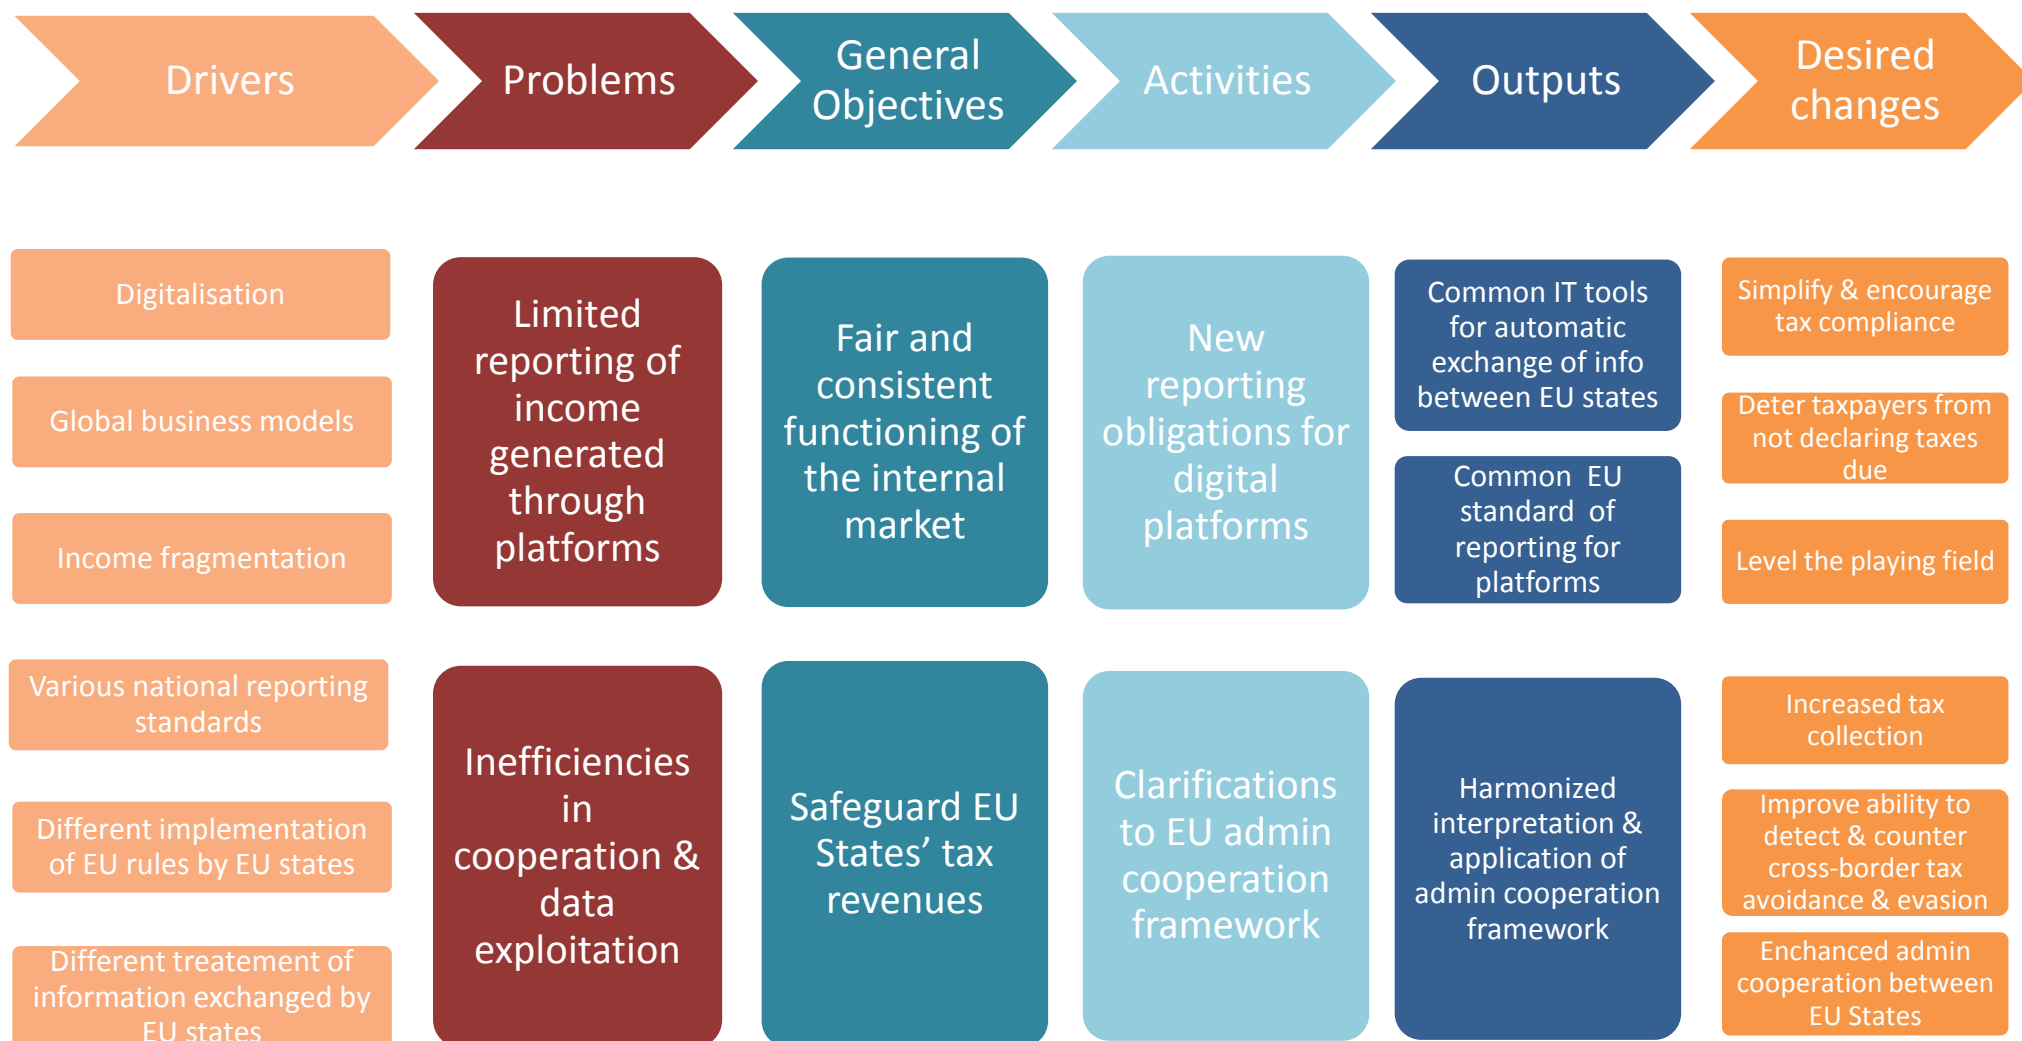 Drivers
Problems
General
Objectives
Activities
Outputs
Desired
changes
Digitalisation
Global business models
Income fragmentation
Various national reporting
standards
Different implementation
of EU rules by EU states
Different treatement of
information exchanged by
EU states
Limited
reporting of
income
generated
through
platforms
Inefficiencies
in
cooperation &
data
exploitation
Fair and
consistent
functioning of
the internal
market
Safeguard EU
States’ tax
revenues
New
reporting
obligations for
digital
platforms
Clarifications
to EU admin
cooperation
framework
Common IT tools
for automatic
exchange of info
between EU states
Common EU
standard of
reporting for
platforms
Harmonized
interpretation &
application of
admin cooperation
framework
Simplify & encourage
tax compliance
Deter taxpayers from
not declaring taxes
due
Level the playing field
Increased tax
collection
Improve ability to
detect & counter
cross-border tax
avoidance & evasion
Enchanced admin
cooperation between
EU States